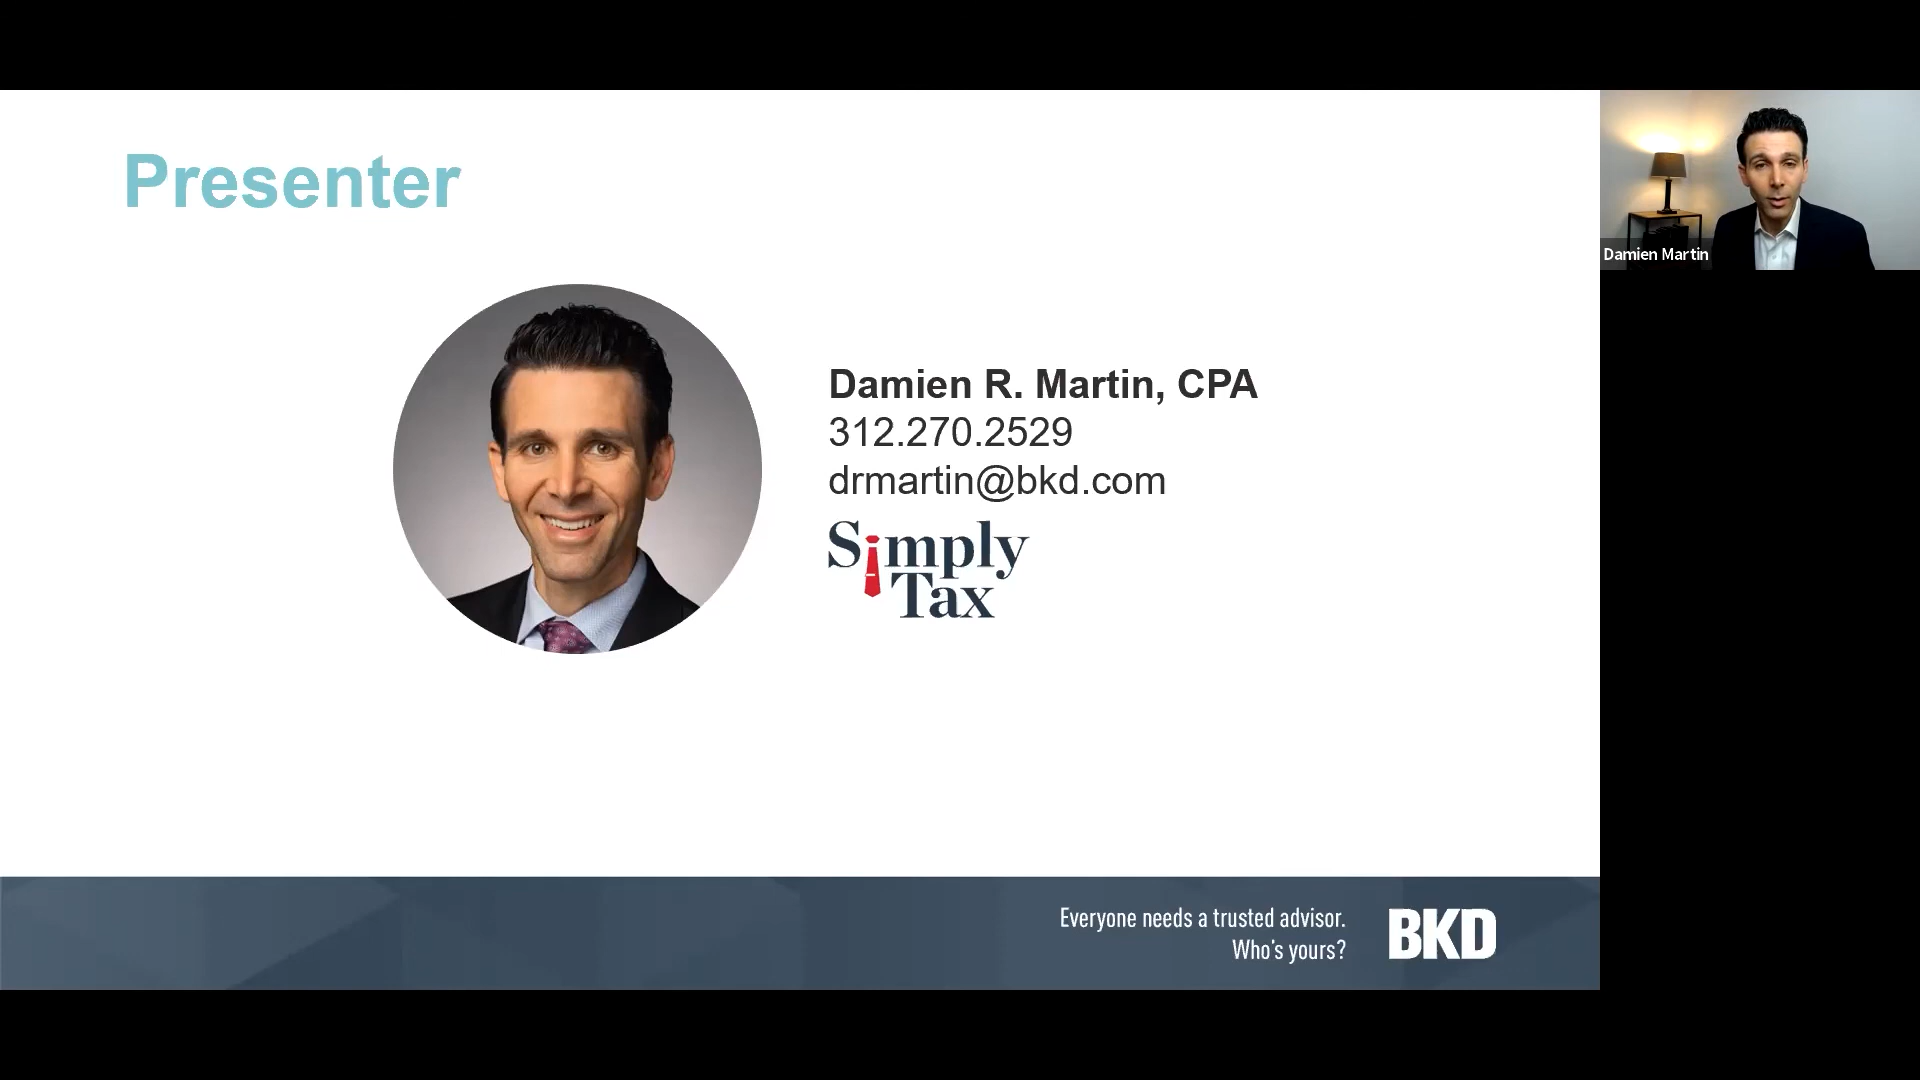 Presenter
Damien R. Martin, CPA
312.270.2529
drmartin@bkd.com
Simply
Tax
Damien Martin
Everyone needs a trusted advisor.
Who's yours?
BKD